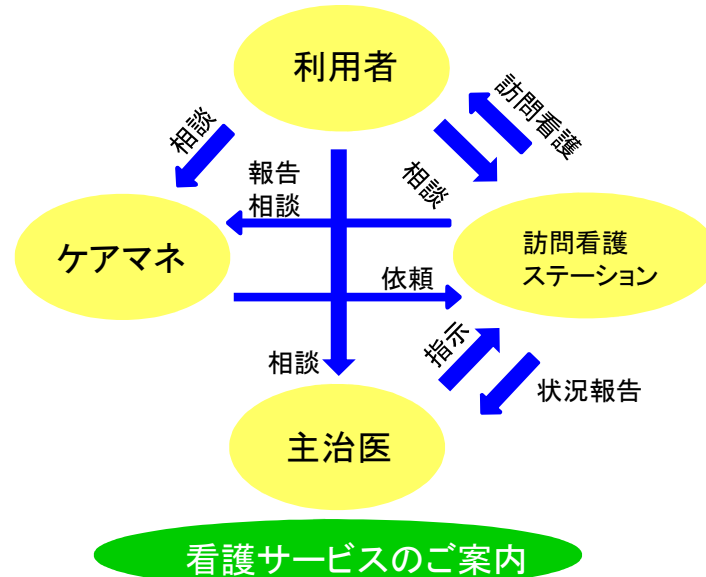 利用者
訪問看護
相談
報告
相談
相談
ケアマネ
訪問看護
ステーション
依頼
相談
指示
状況報告
主治医
看護サービスのご案内